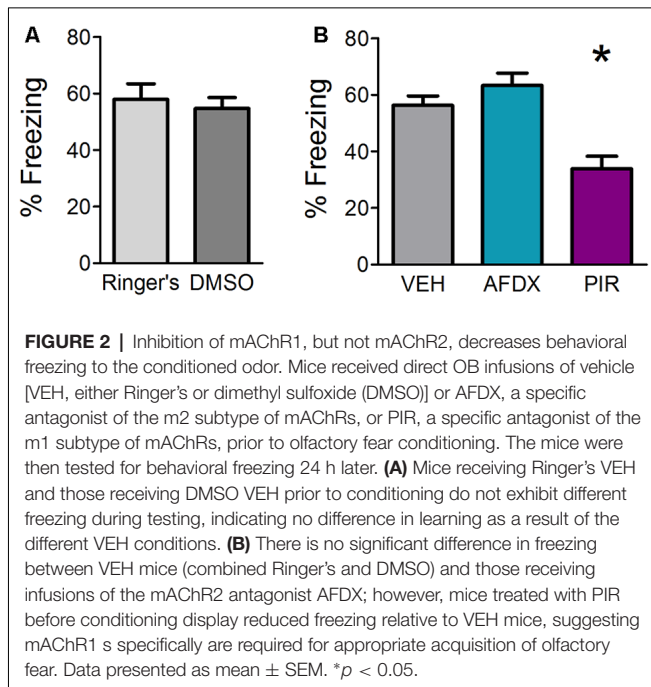 A
B
80
60
40
20
0
% Freezing
Ringer's DMSO
80
60
40
20
0
% Freezing
*
VEH AFDX PIR
FIGURE 2 | Inhibition of mAChR1, but not mAChR2, decreases behavioral
freezing to the conditioned odor. Mice received direct OB infusions of vehicle
[VEH, either Ringer's or dimethyl sulfoxide (DMSO)] or AFDX, a specific
antagonist of the m2 subtype of mAChRs, or PIR, a specific antagonist of the
m1 subtype of mAChRs, prior to olfactory fear conditioning. The mice were
then tested for behavioral freezing 24 h later. (A) Mice receiving Ringer's VEH
and those receiving DMSO VEH prior to conditioning do not exhibit different
freezing during testing, indicating no difference in learning as a result of the
different VEH conditions. (B) There is no significant difference in freezing
between VEH mice (combined Ringer's and DMSO) and those receiving
infusions of the mAChR2 antagonist AFDX; however, mice treated with PIR
before conditioning display reduced freezing relative to VEH mice, suggesting
mAChR1 s specifically are required for appropriate acquisition of olfactory
fear. Data presented as mean ± SEM. *p < 0.05.